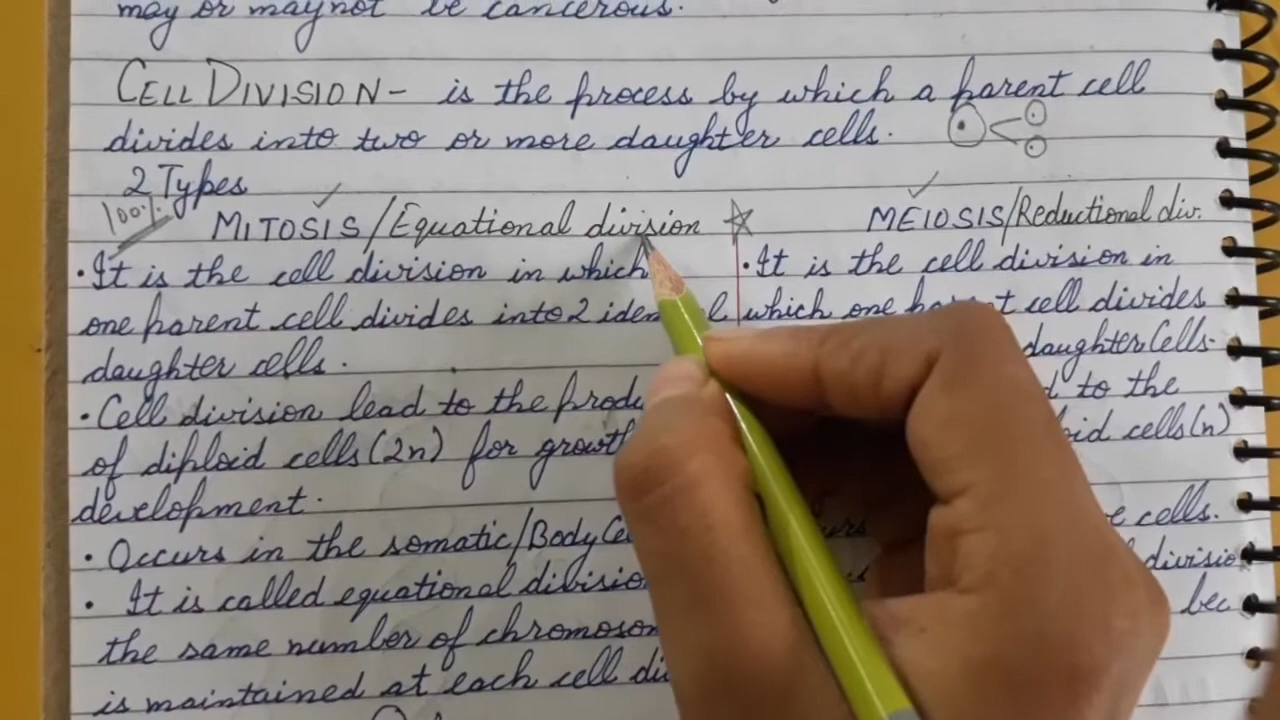 may or may not be cancerous.
CELL DIVISION - is the process by which a parent cell
divides into two or more daughter cells.
2 Types
100%
MITOSIS/Equational division
MEIOSIS/Reductional div.
• It is the cell division in which
one parent cell divides into 2
daughter cells.
• Cell division lead to the
of diploid cells (2n) for growth
development.
• Occurs in the somatic/Body
• It is called equational
the same number of
is maintained at each cell
• It is the cell division in
which one cell divides
daughter Cells.
to the
cells (n)
cells.